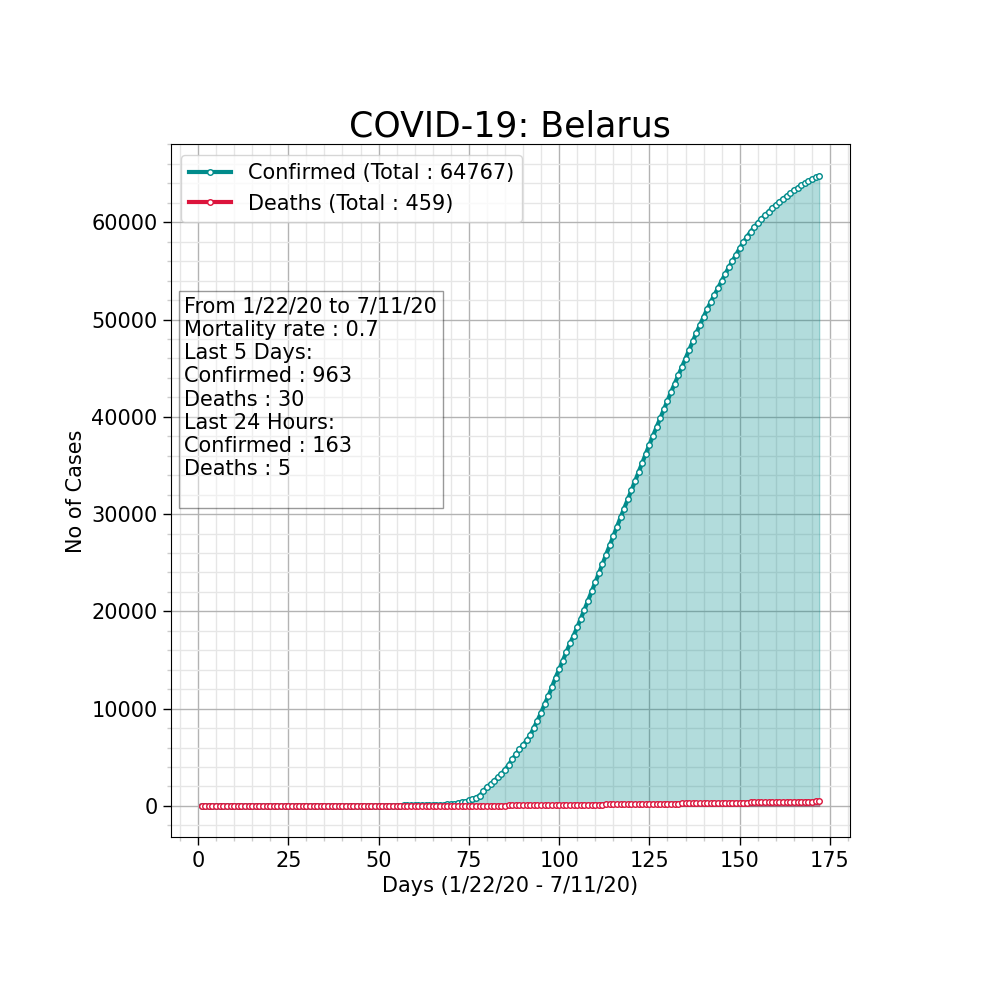 COVID-19: Belarus
Confirmed (Total : 64767)
Deaths (Total : 459)
From 1/22/20 to 7/11/20
Mortality rate : 0.7
Last 5 Days:
Confirmed : 963
Deaths : 30
Last 24 Hours:
Confirmed : 163
Deaths : 5
No of Cases
60000
50000
40000
30000
20000
10000
0
0 25 50 75 100 125 150 175
Days (1/22/20 - 7/11/20)